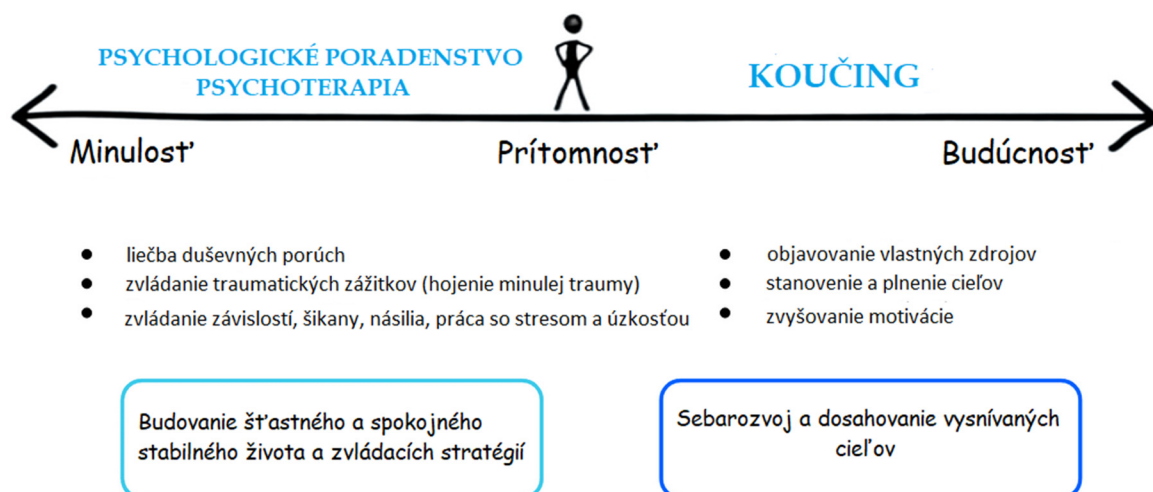 PSYCHOLOGICKÉ PORADENSTVO
PSYCHOTERAPIA
KOUČING
Minulosť
Prítomnosť
Budúcnosť
liečba duševných porúch
zvládanie traumatických zážitkov (hojenie minulej traumy)
zvládanie závislostí, šikany, násilia, práca so stresom a úzkosťou
objavovanie vlastných zdrojov
stanovenie a plnenie cieľov
zvyšovanie motivácie
Budovanie šťastného a spokojného
stabilného života a zvládacích stratégií
Sebarozvoj a dosahovanie vysnívaných
cieľov